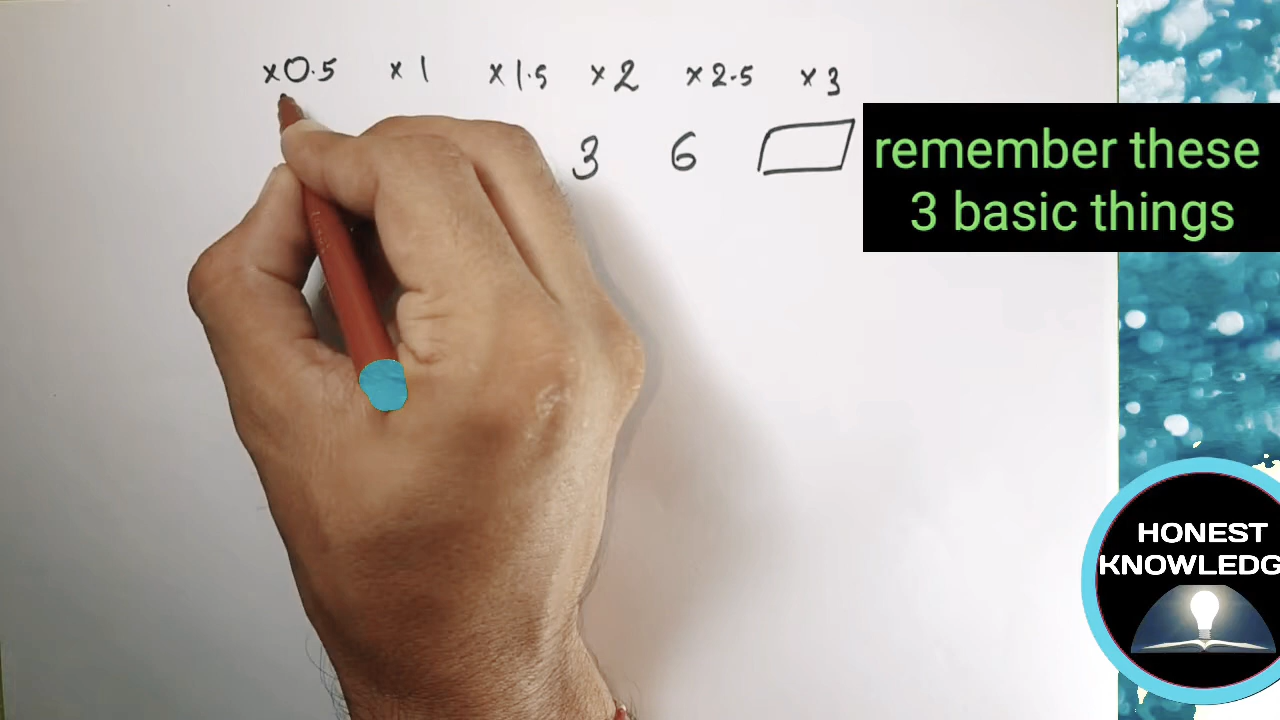 ×0.5 ×1 ×1.5 ×2 ×2.5 ×3
3 6
remember these
3 basic things
HONEST
KNOWLEDG